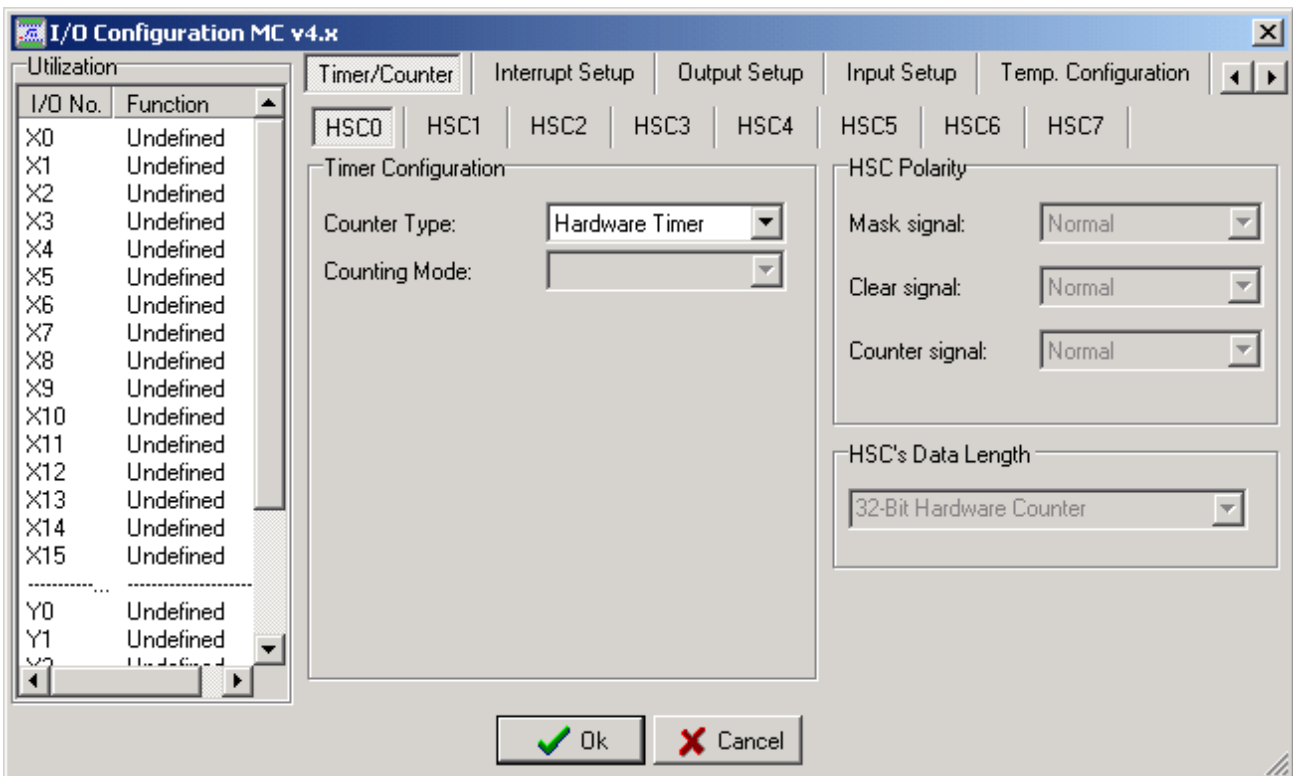 I/O Configuration MC v4.x
Utilization
I/O No. Function
X0 Undefined
X1 Undefined
X2 Undefined
X3 Undefined
X4 Undefined
X5 Undefined
X6 Undefined
X7 Undefined
X8 Undefined
X9 Undefined
X10 Undefined
X11 Undefined
X12 Undefined
X13 Undefined
X14 Undefined
X15 Undefined
-----------... --------------------
Y0 Undefined
Y1 Undefined
Y2 Undefined
Timer/Counter Interrupt Setup Output Setup Input Setup Temp. Configuration
HSC0 HSC1 HSC2 HSC3 HSC4 HSC5 HSC6 HSC7
Timer Configuration
Counter Type: Hardware Timer
Counting Mode:
HSC Polarity
Mask signal: Normal
Clear signal: Normal
Counter signal: Normal
HSC's Data Length
32-Bit Hardware Counter
Ok Cancel